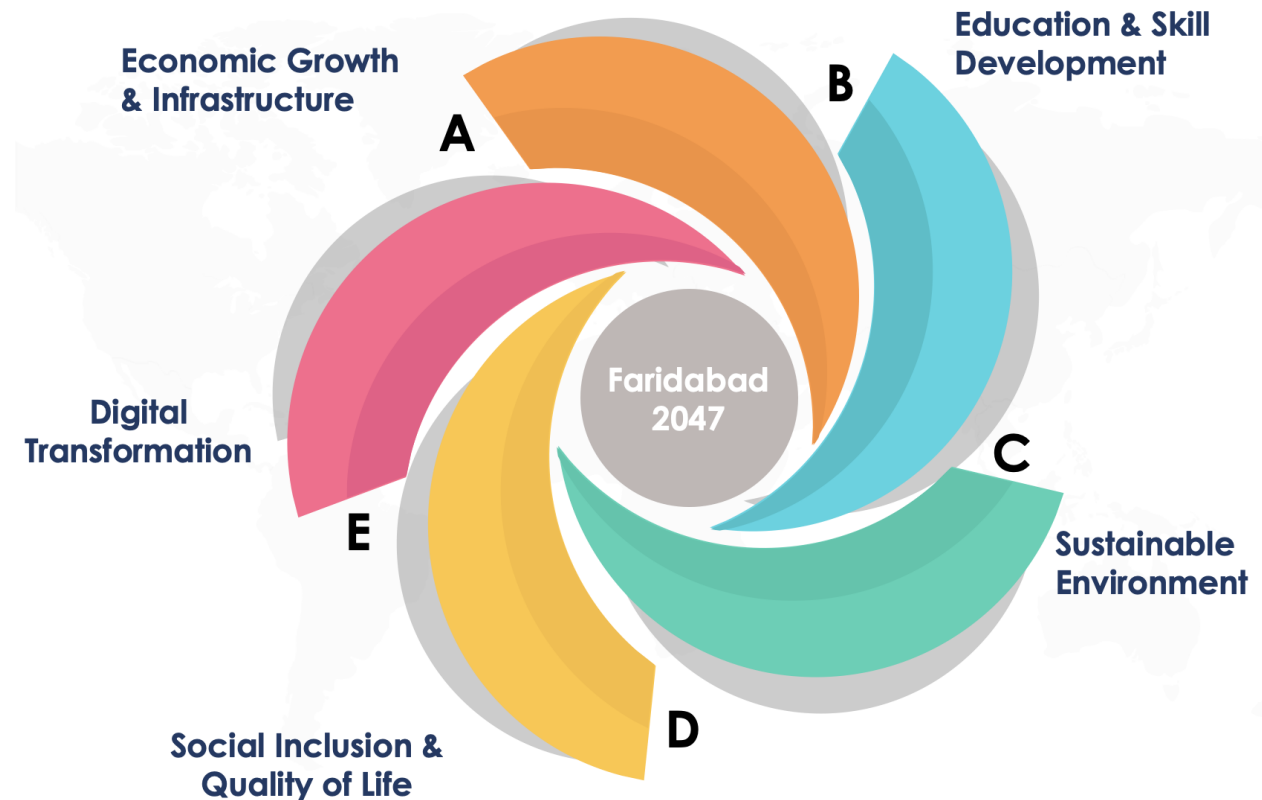 Economic Growth
& Infrastructure
A
B
Education & Skill
Development
Faridabad
2047
C
Sustainable
Environment
D
Social Inclusion &
Quality of Life
E
Digital
Transformation